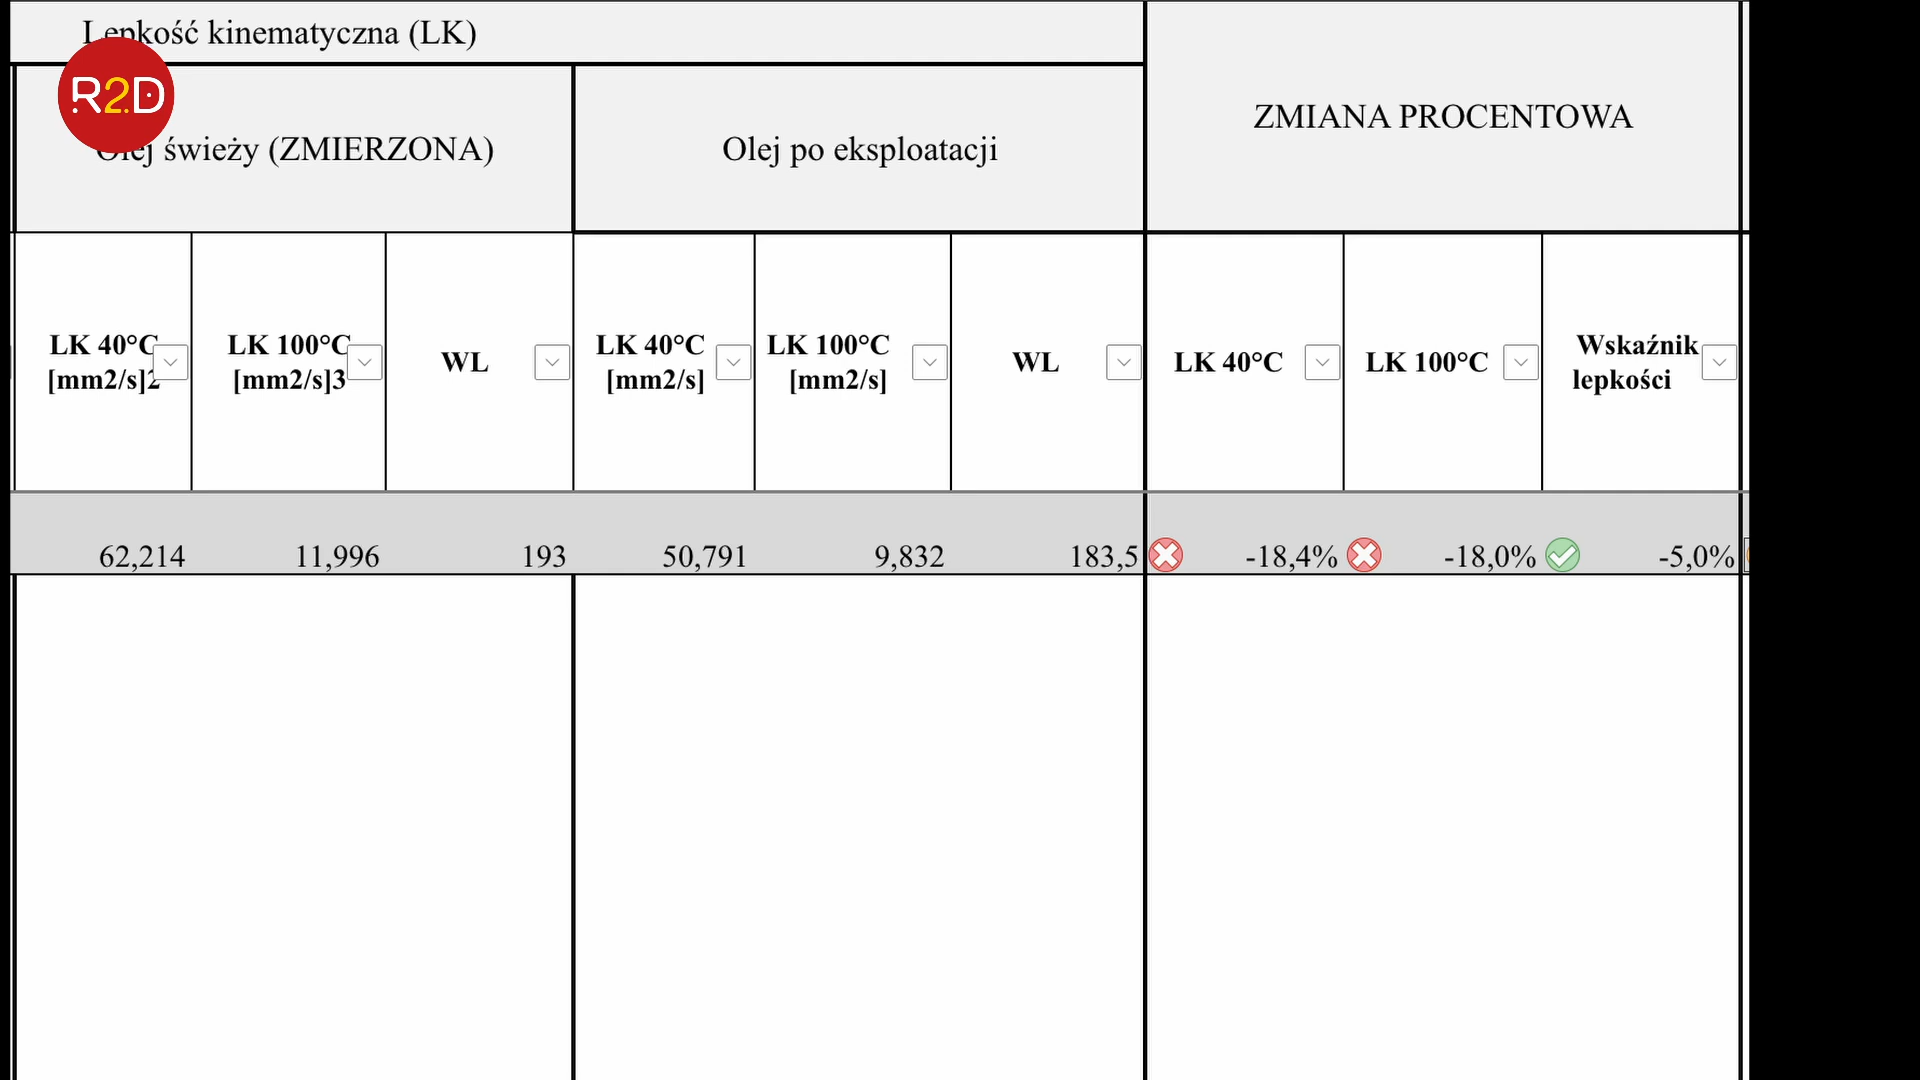 Lepkość kinematyczna (LK)
R2D
Olej świeży (ZMIERZONA)
Olej po eksploatacji
ZMIANA PROCENTOWA
LK 40°C
[mm2/s]2
LK 100°C
[mm2/s]3
WL
LK 40°C
[mm2/s]
LK 100°C
[mm2/s]
WL
LK 40°C
LK 100°C
Wskaźnik
lepkości
62,214 11,996 193 50,791 9,832 183,5 -18,4% -18,0% -5,0%